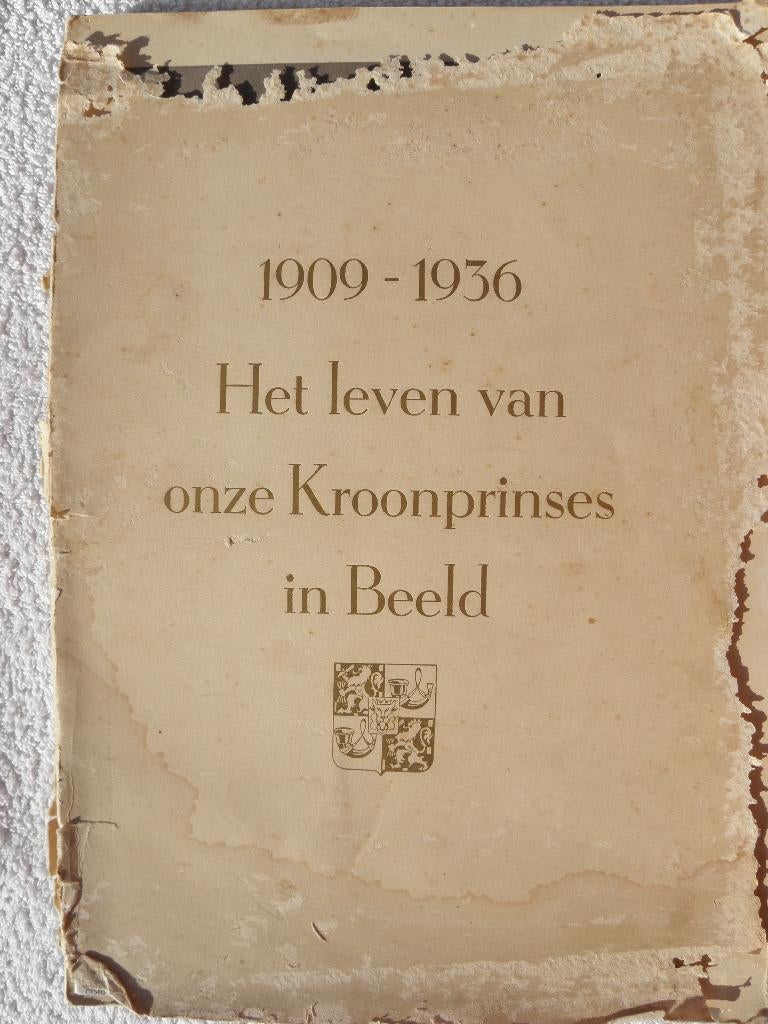 1909 - 1936
Het leven van
onze Kroonprinses
in Beeld